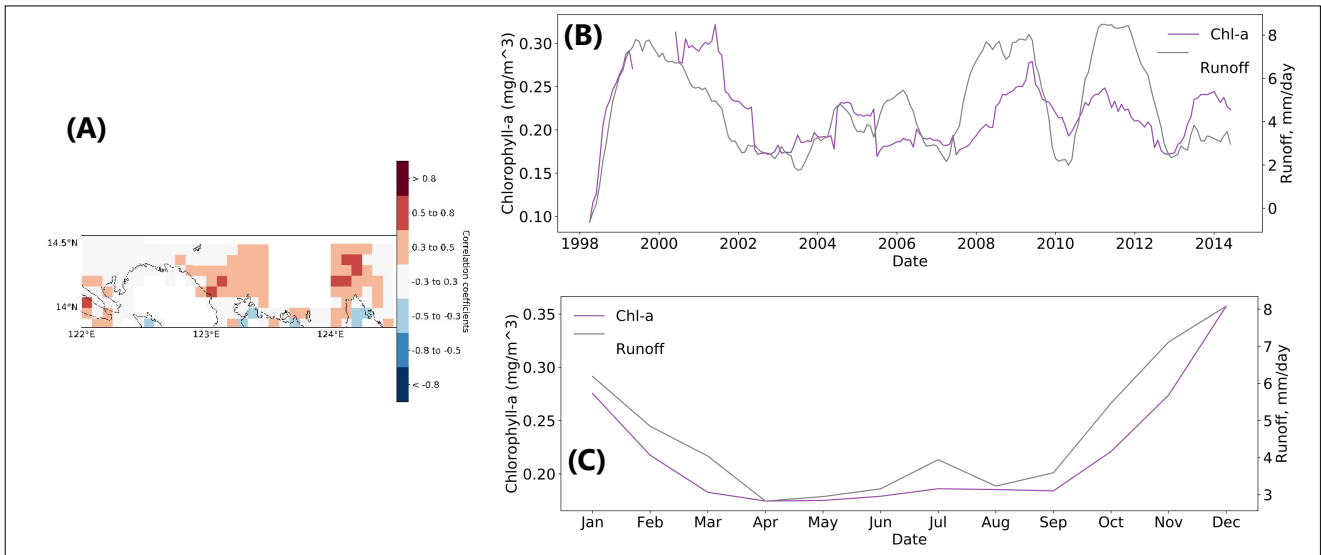 (A)
14.5°N
14°N
122°E 123°E 124°E
> 0.8
0.5 to 0.8
0.3 to 0.5
-0.3 to 0.3
-0.5 to -0.3
-0.8 to -0.5
< -0.8
Correlation coefficients
(B)
Chlorophyll-a (mg/m^3)
0.30
0.25
0.20
0.15
0.10
Chl-a
Runoff
8
6
4
2
0
Runoff, mm/day
1998 2000 2002 2004 2006 2008 2010 2012 2014
Date
(C)
Chlorophyll-a (mg/m^3)
0.35
0.30
0.25
0.20
Chl-a
Runoff
8
7
6
5
4
3
Runoff, mm/day
Jan Feb Mar Apr May Jun Jul Aug Sep Oct Nov Dec
Date